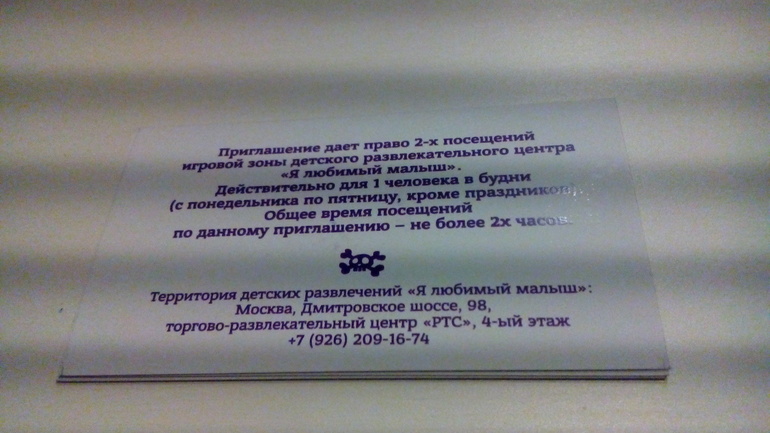 Приглашение дает право 2-х посещений
игровой зоны детского развлекательного центра
«Я любимый малыш».
Действительно для 1 человека в будни
(с понедельника по пятницу, кроме праздников).
Общее время посещений
по данному приглашению – не более 2х часов.
Территория детских развлечений «Я любимый малыш»:
Москва, Дмитровское шоссе, 98,
торгово-развлекательный центр «РТС», 4-ый этаж
+7 (926) 209-16-74